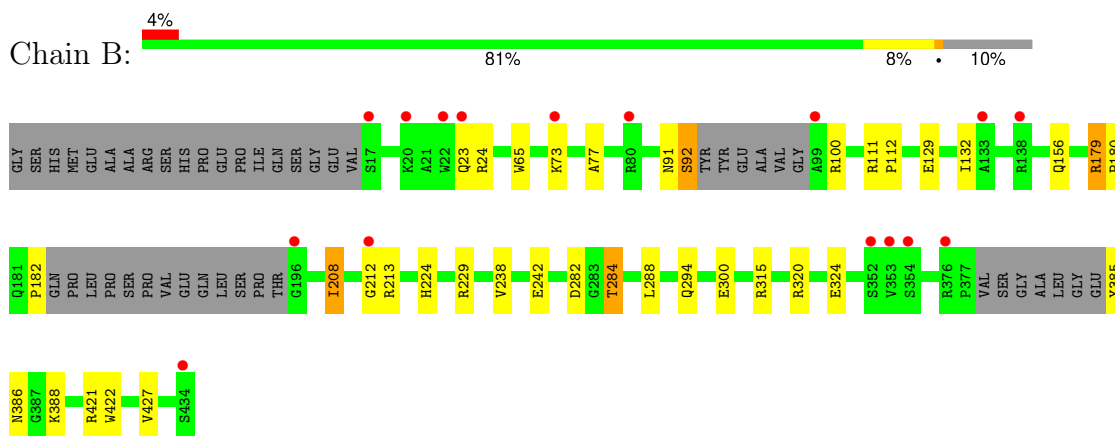 4%
Chain B:
81% 8% • 10%
GLY SER HIS MET GLU ALA ALA ARG SER HIS PRO GLU PRO ILE GLN SER GLY GLU VAL S17 K20 A21 W22 Q23 R24 W65 K73 A77 R80 N91 S92 TYR TYR GLU ALA VAL GLY A99 R100 R111 P112 E129 I132 A133 R138 Q156 R179 R180
Q181 P182 GLN PRO LEU PRO SER PRO VAL GLU GLN LEU SER PRO THR G196 I208 G212 R213 H224 R229 V238 E242 D282 G283 T284 L288 Q294 E300 R315 R320 E324 S352 V353 S354 R376 P377 VAL SER GLY ALA LEU GLY GLU Y385
N386 G387 K388 R421 W422 V427 S434